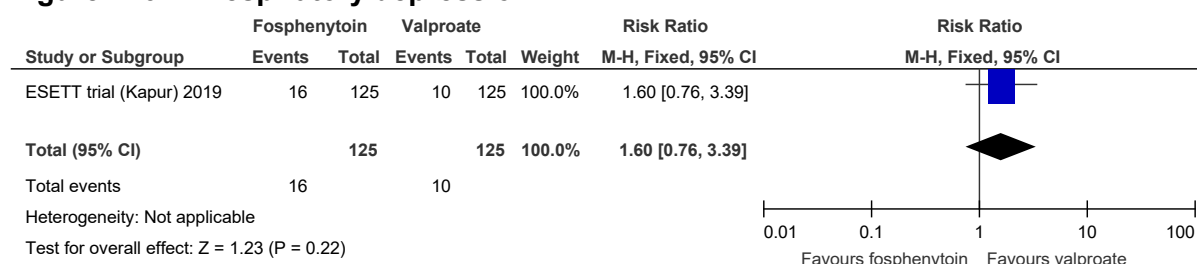 Fosphenytoin Valproate Risk Ratio Risk Ratio
Study or Subgroup Events Total Events Total Weight M-H, Fixed, 95% CI M-H, Fixed, 95% CI
ESETT trial (Kapur) 2019 16 125 10 125 100.0% 1.60 [0.76, 3.39]
Total (95% CI) 125 125 100.0% 1.60 [0.76, 3.39]
Total events 16 10
Heterogeneity: Not applicable
Test for overall effect: Z = 1.23 (P = 0.22)
0.01 0.1 1 10 100
Favours fosphenytoin Favours valproate